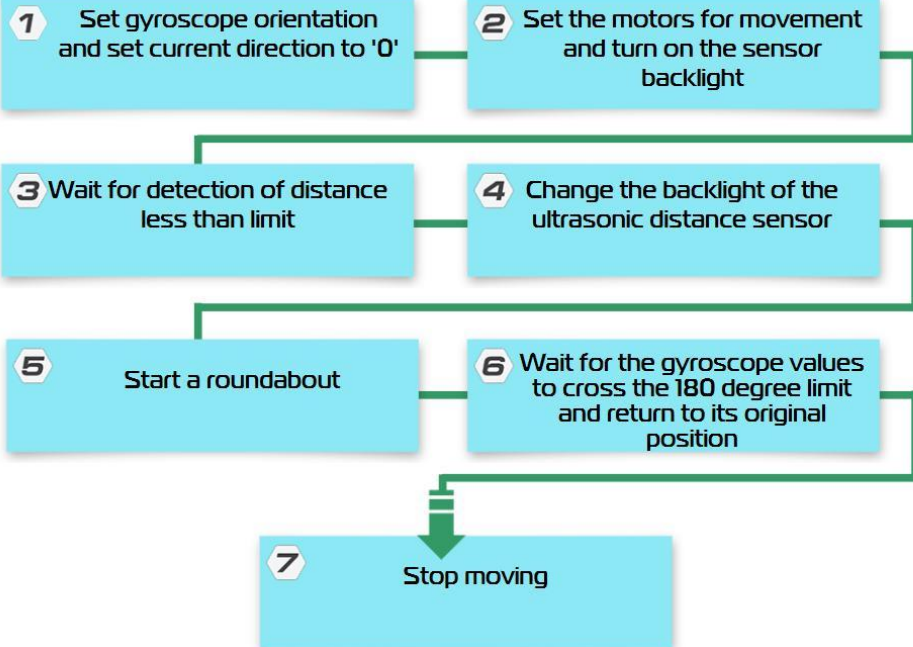 1 Set gyroscope orientation
and set current direction to '0'
2 Set the motors for movement
and turn on the sensor
backlight
3 Wait for detection of distance
less than limit
4 Change the backlight of the
ultrasonic distance sensor
5 Start a roundabout
6 Wait for the gyroscope values
to cross the 180 degree limit
and return to its original
position
7 Stop moving